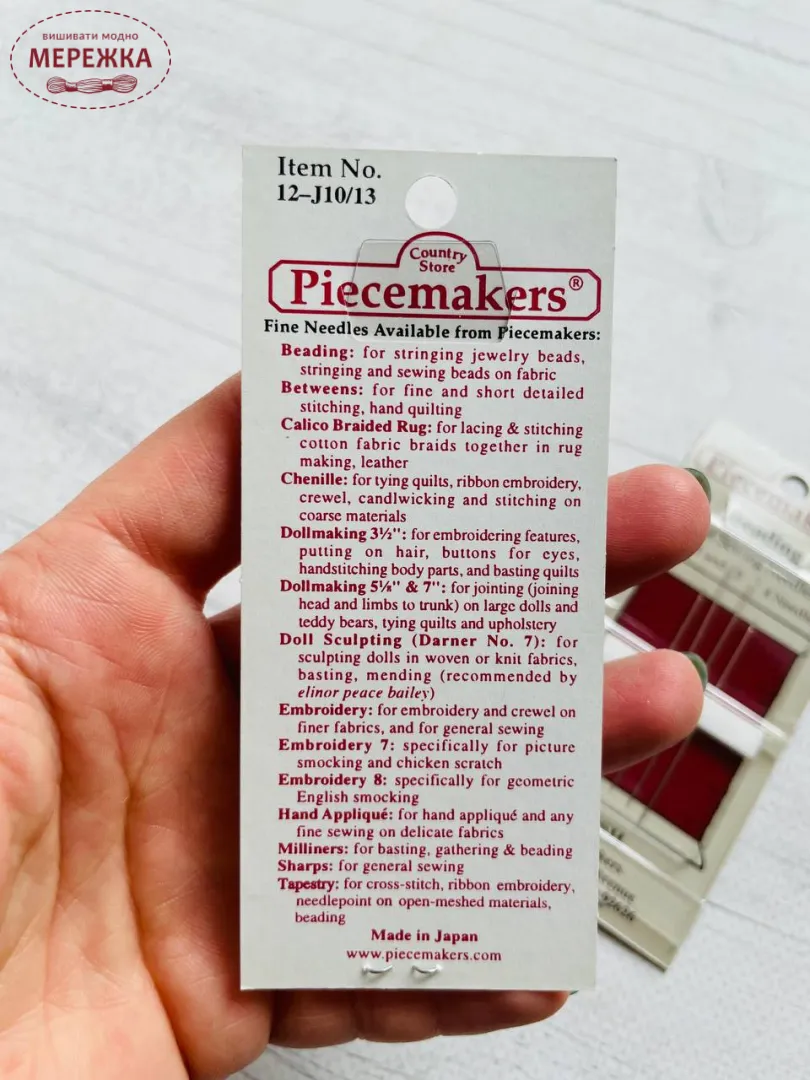 вишивати модно
МЕРЕЖКА
Item No.
12–J10/13
Country
Store
Piecemakers®
Fine Needles Available from Piecemakers:
Beading: for stringing jewelry beads,
stringing and sewing beads on fabric
Betweens: for fine and short detailed
stitching, hand quilting
Calico Braided Rug: for lacing & stitching
cotton fabric braids together in rug
making, leather
Chenille: for tying quilts, ribbon embroidery,
crewel, candlwicking and stitching on
coarse materials
Dollmaking 3½": for embroidering features,
putting on hair, buttons for eyes,
handstitching body parts, and basting quilts
Dollmaking 5⅛" & 7": for jointing (joining
head and limbs to trunk) on large dolls and
teddy bears, tying quilts and upholstery
Doll Sculpting (Darner No. 7): for
sculpting dolls in woven or knit fabrics,
basting, mending (recommended by
elinor peace bailey)
Embroidery: for embroidery and crewel on
finer fabrics, and for general sewing
Embroidery 7: specifically for picture
smocking and chicken scratch
Embroidery 8: specifically for geometric
English smocking
Hand Appliqué: for hand appliqué and any
fine sewing on delicate fabrics
Milliners: for basting, gathering & beading
Sharps: for general sewing
Tapestry: for cross-stitch, ribbon embroidery,
needlepoint on open-meshed materials,
beading
Made in Japan
www.piecemakers.com